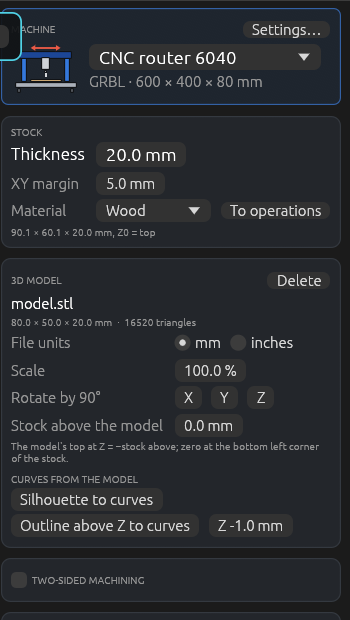 Settings...
CNC router 6040
GRBL · 600 × 400 × 80 mm
STOCK
Thickness 20.0 mm
XY margin 5.0 mm
Material Wood To operations
90.1 × 60.1 × 20.0 mm, Z0 = top
3D MODEL Delete
model.stl
80.0 × 50.0 × 20.0 mm · 16520 triangles
File units mm inches
Scale 100.0 %
Rotate by 90° X Y Z
Stock above the model 0.0 mm
The model's top at Z = −stock above; zero at the bottom left corner
of the stock.
CURVES FROM THE MODEL
Silhouette to curves
Outline above Z to curves Z -1.0 mm
TWO-SIDED MACHINING